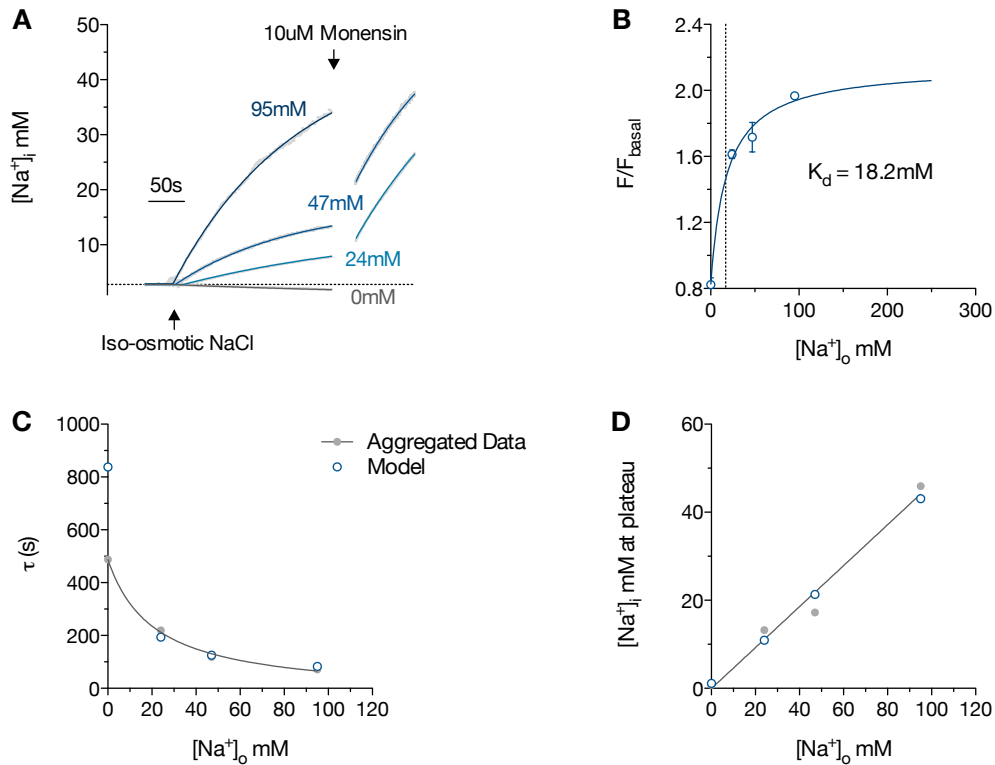 A
50
40
30
20
10
[Na⁺]ᵢ mM
10uM Monensin
95mM
50s
47mM
24mM
0mM
Iso-osmotic NaCl
B
2.4
2.0
1.6
1.2
0.8
F/F_basal
K_d = 18.2mM
0
100
200
300
[Na⁺]ₒ mM
C
1000
800
600
400
200
0
τ (s)
Aggregated Data
Model
0
20
40
60
80
100
120
[Na⁺]ₒ mM
D
60
40
20
0
[Na⁺]ᵢ mM at plateau
0
20
40
60
80
100
120
[Na⁺]ₒ mM